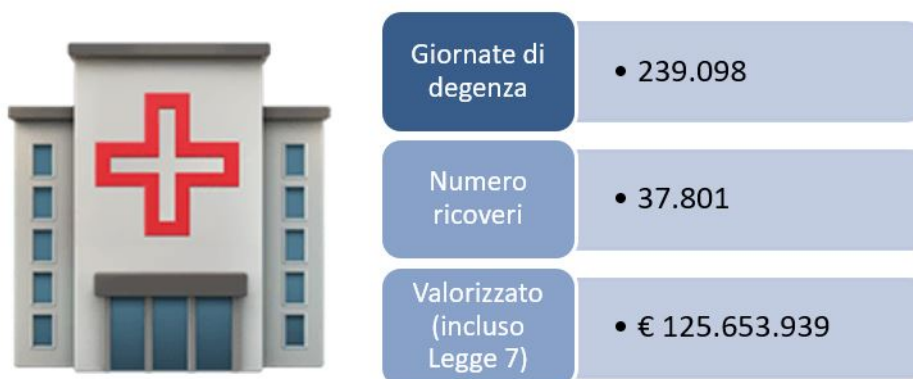 Giornate di
degenza
• 239.098
Numero
ricoveri
• 37.801
Valorizzato
(incluso
Legge 7)
• € 125.653.939